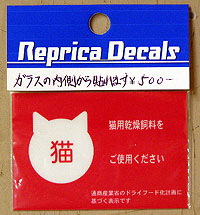 Reprica Decals
ガラスの内側から貼れます¥500-
猫
猫用乾燥飼料を
ご使用ください
通商産業省のドライフード化計画に
基づく表示です